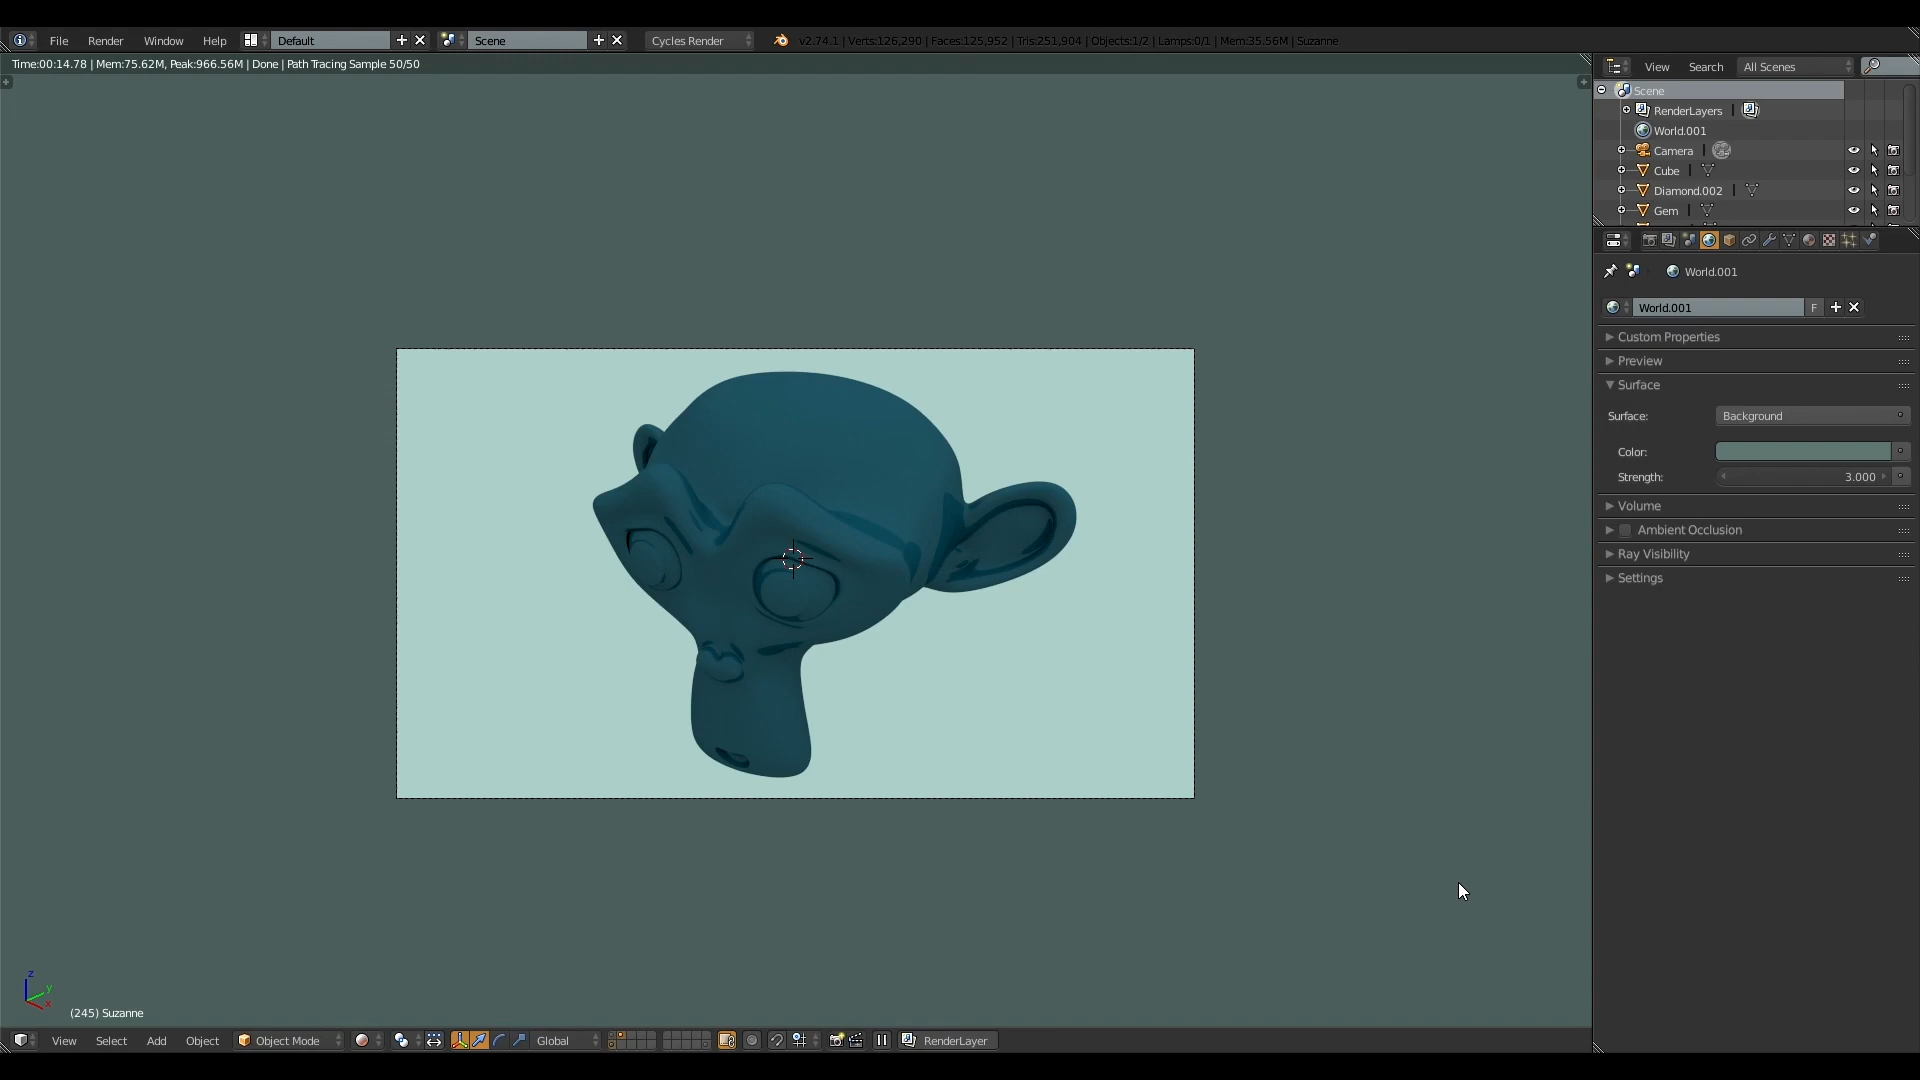 File Render Window Help Default Scene Cycles Render v2.74.1 | Verts:126,290 | Faces:125,952 | Tris:251,904 | Objects:1/2 | Lamps:0/1 | Mem:35.56M | Suzanne
Time:00:14.78 | Mem:75.62M, Peak:966.56M | Done | Path Tracing Sample 50/50
View Search All Scenes
Scene
RenderLayers |
World.001
Camera |
Cube |
Diamond.002 |
Gem |
World.001
World.001 F
Custom Properties
Preview
Surface
Surface: Background
Color:
Strength: 3.000
Volume
Ambient Occlusion
Ray Visibility
Settings
z
y
x
(245) Suzanne
View Select Add Object Object Mode Global RenderLayer